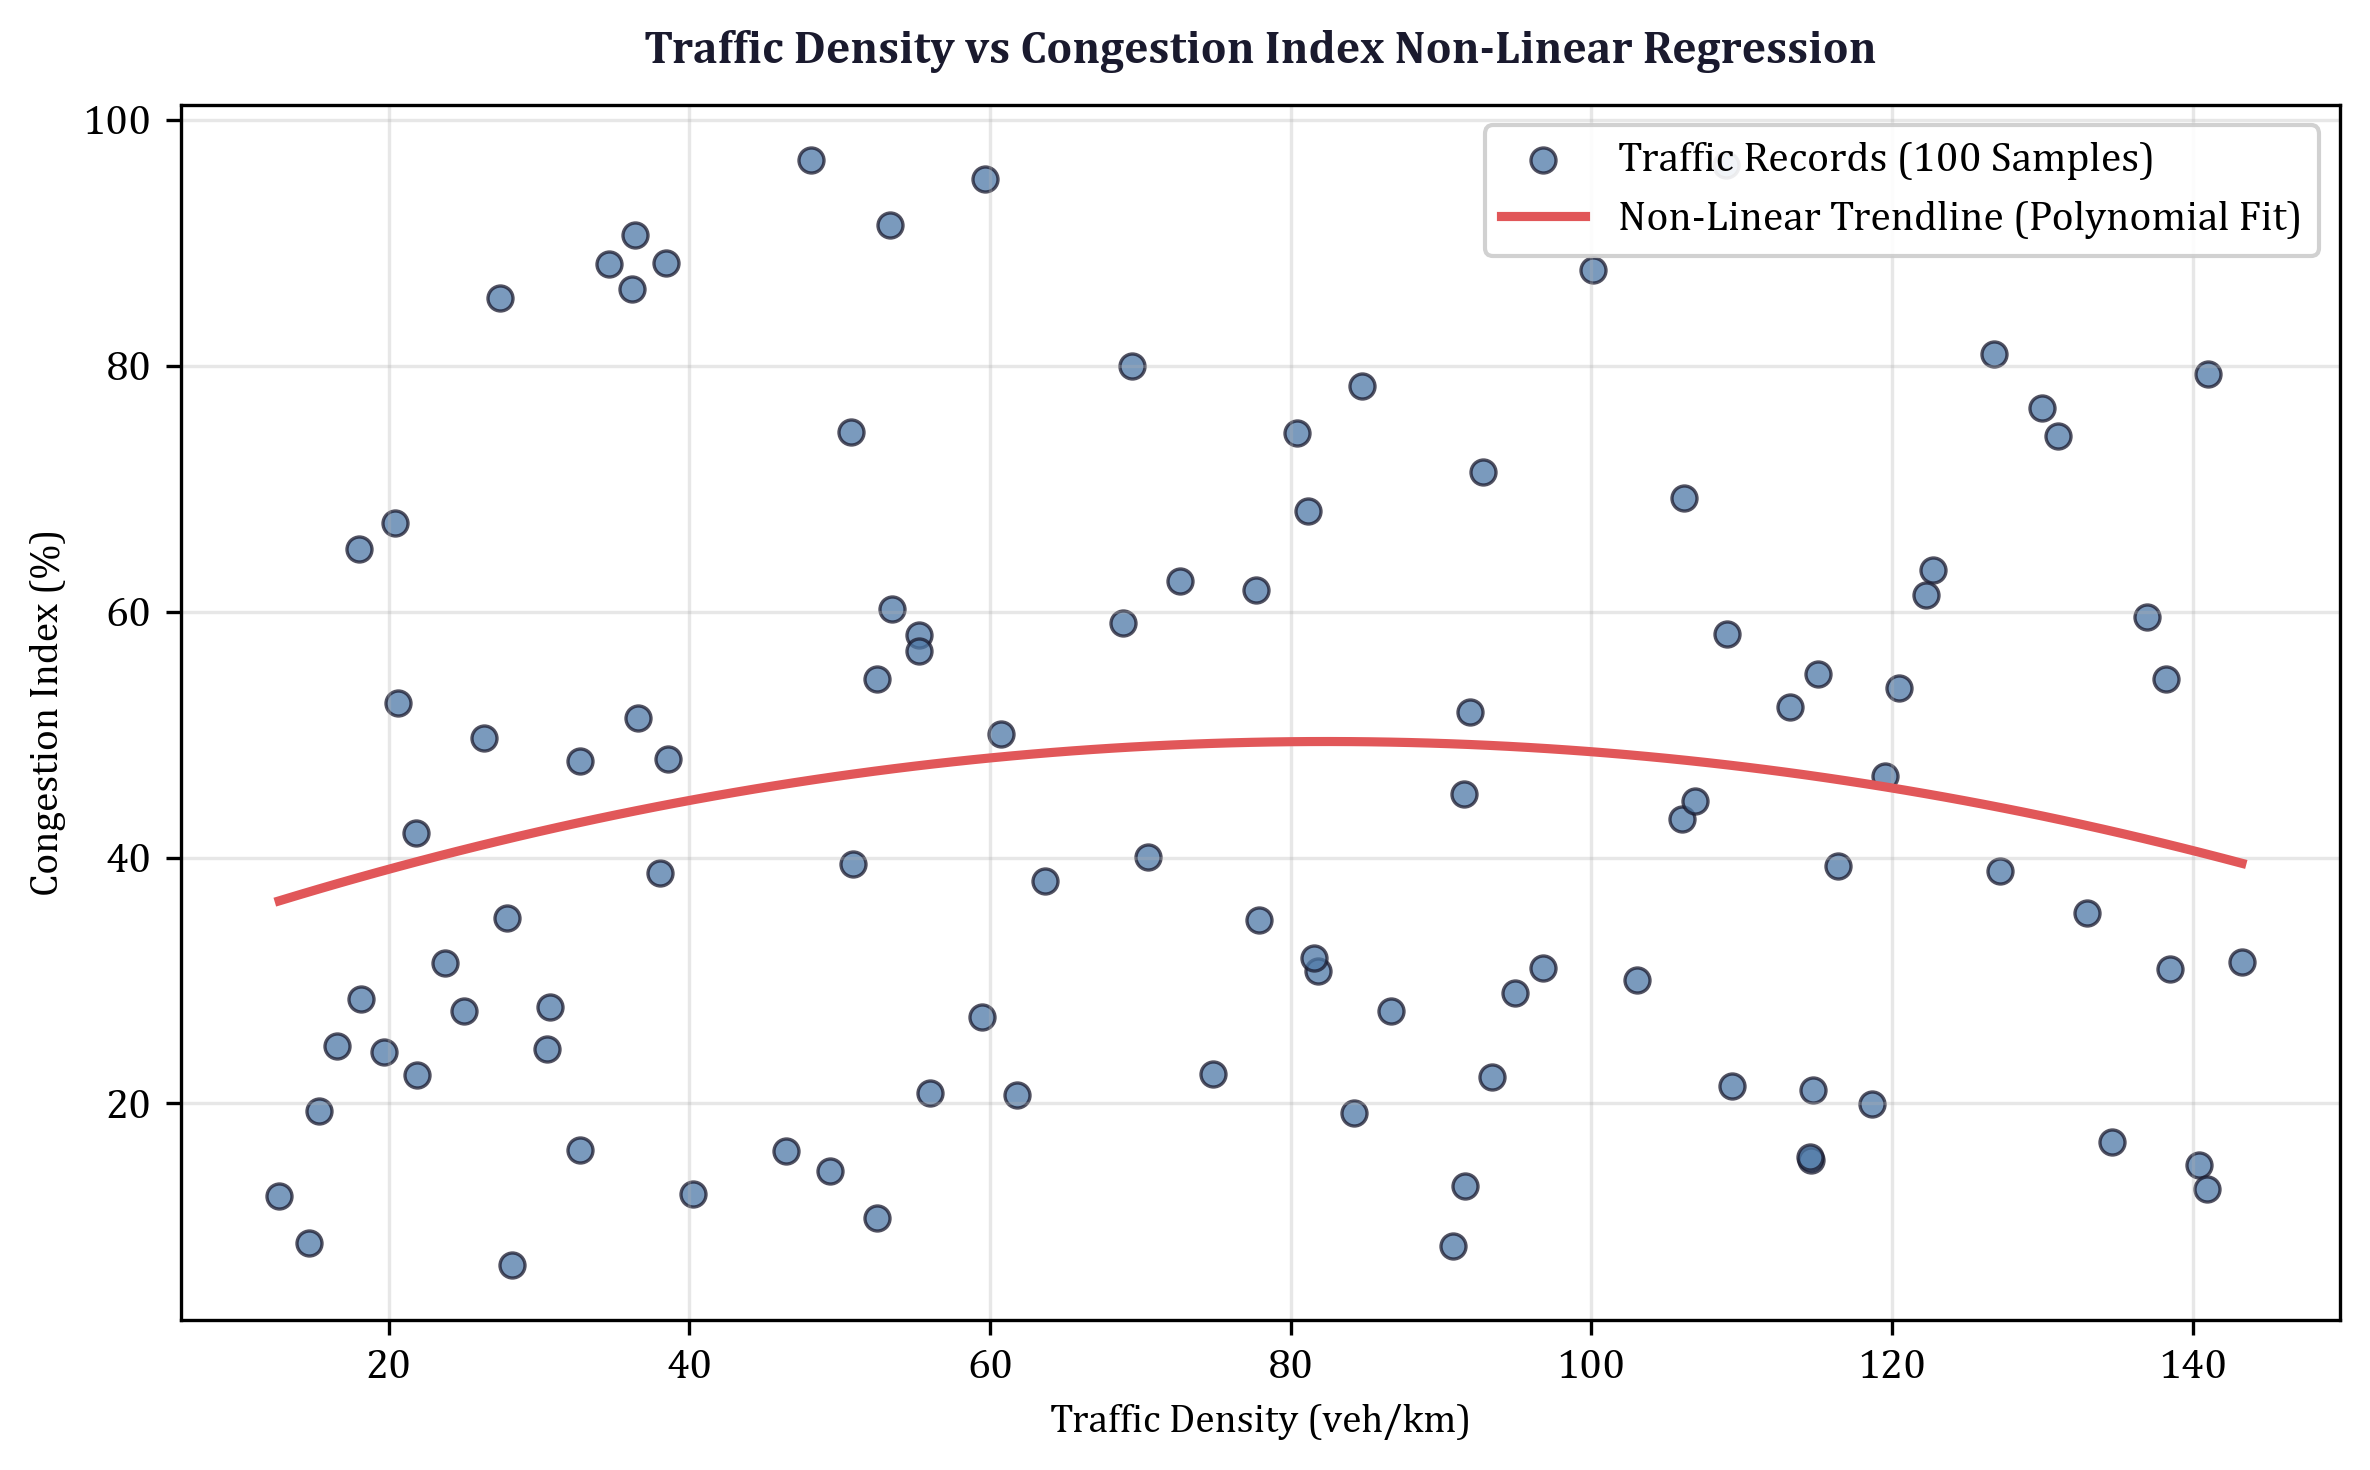 Traffic Density vs Congestion Index Non-Linear Regression
Traffic Records (100 Samples)
Non-Linear Trendline (Polynomial Fit)
Congestion Index (%)
100
80
60
40
20
20 40 60 80 100 120 140
Traffic Density (veh/km)